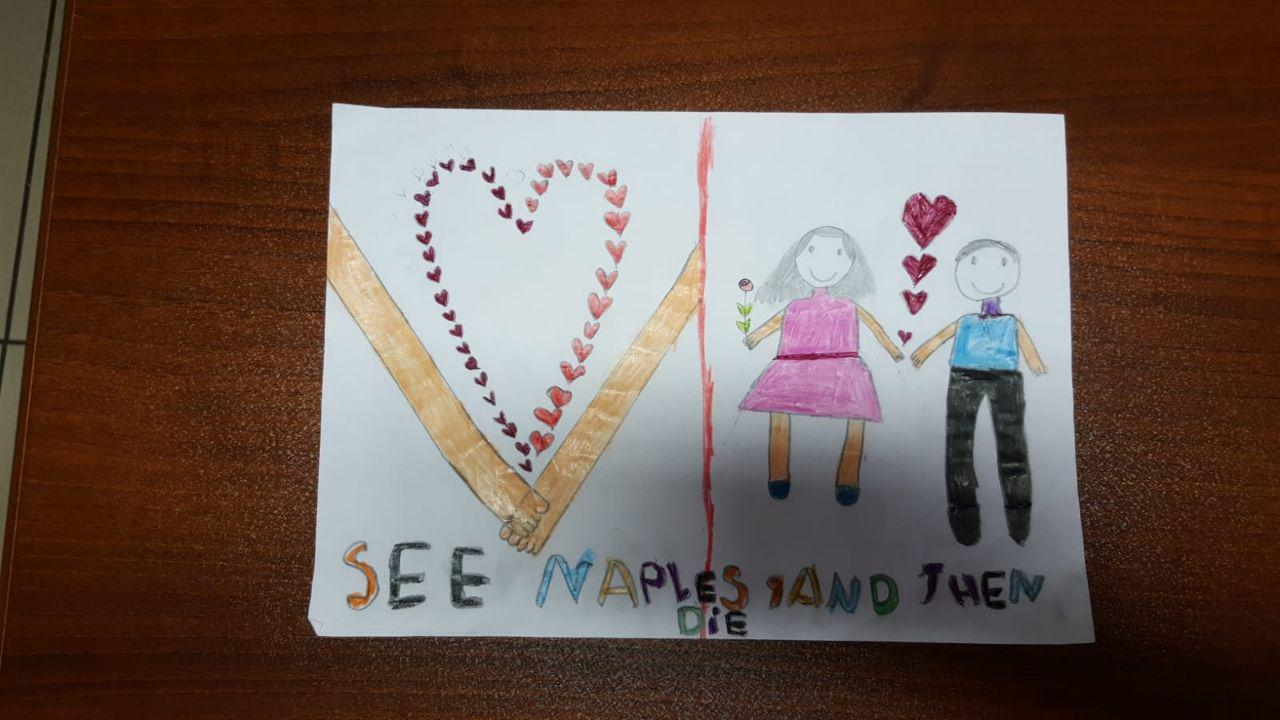 SEE NAPLES , AND THEN
DiE